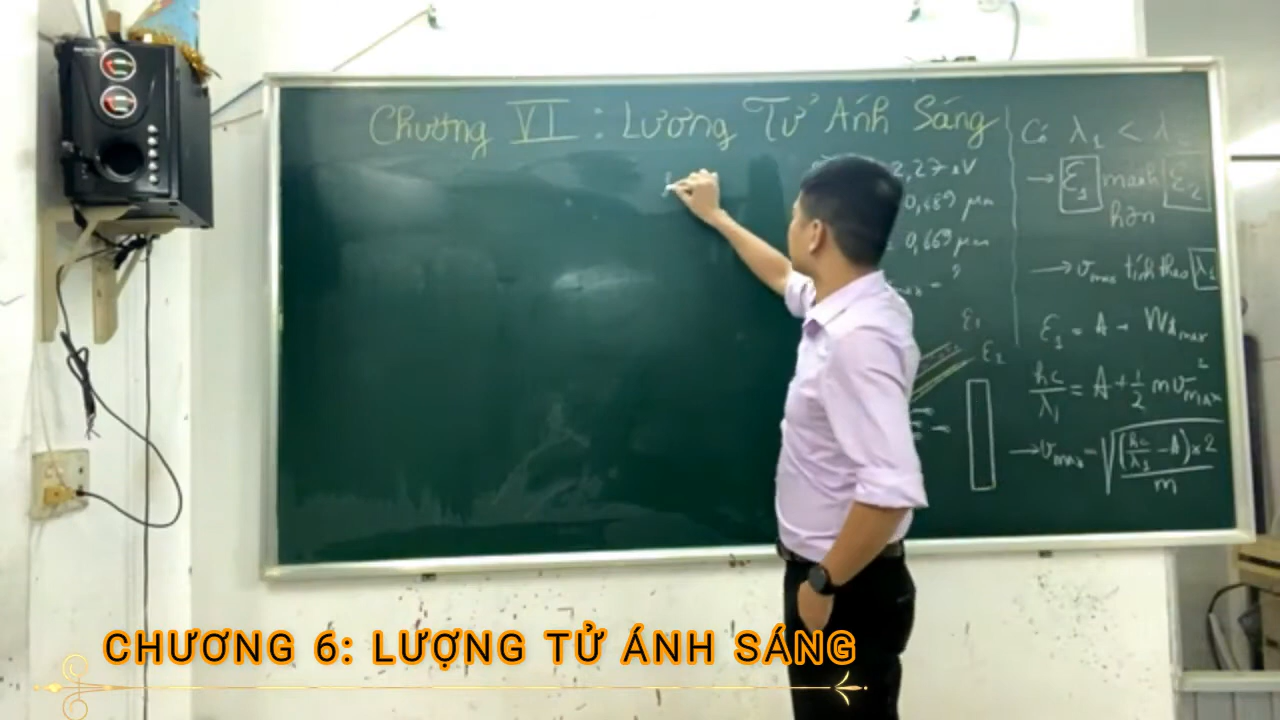 Chương VI : Lương Tử Ánh Sáng
2,27 eV
0,489 µm
0,669 µm
?
ε1
ε2
Có λ1 < λ
→ ε1 mạnh ε2
hơn
→ vmax tính theo λ1
ε1 = A + Wđmax
hc/λ1 = A + 1/2 mv²max
→ vmax = √((hc/λ1 - A) x 2 / m)
CHƯƠNG 6: LƯỢNG TỬ ÁNH SÁNG